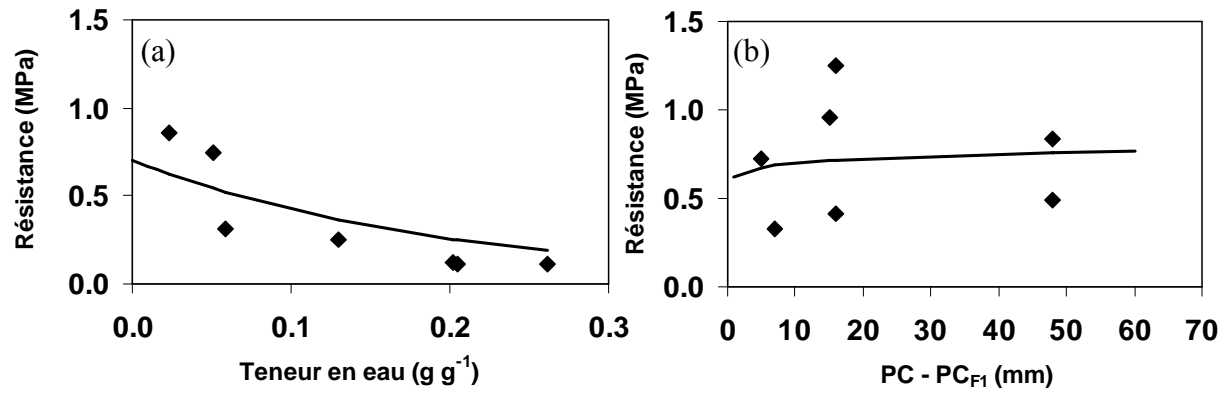 1.5
(a)
1.0
0.5
0.0
Résistance (MPa)
0.0 0.1 0.2 0.3
Teneur en eau (g g⁻¹)
1.5
(b)
1.0
0.5
0.0
Résistance (MPa)
0 10 20 30 40 50 60 70
PC - PC_F1 (mm)